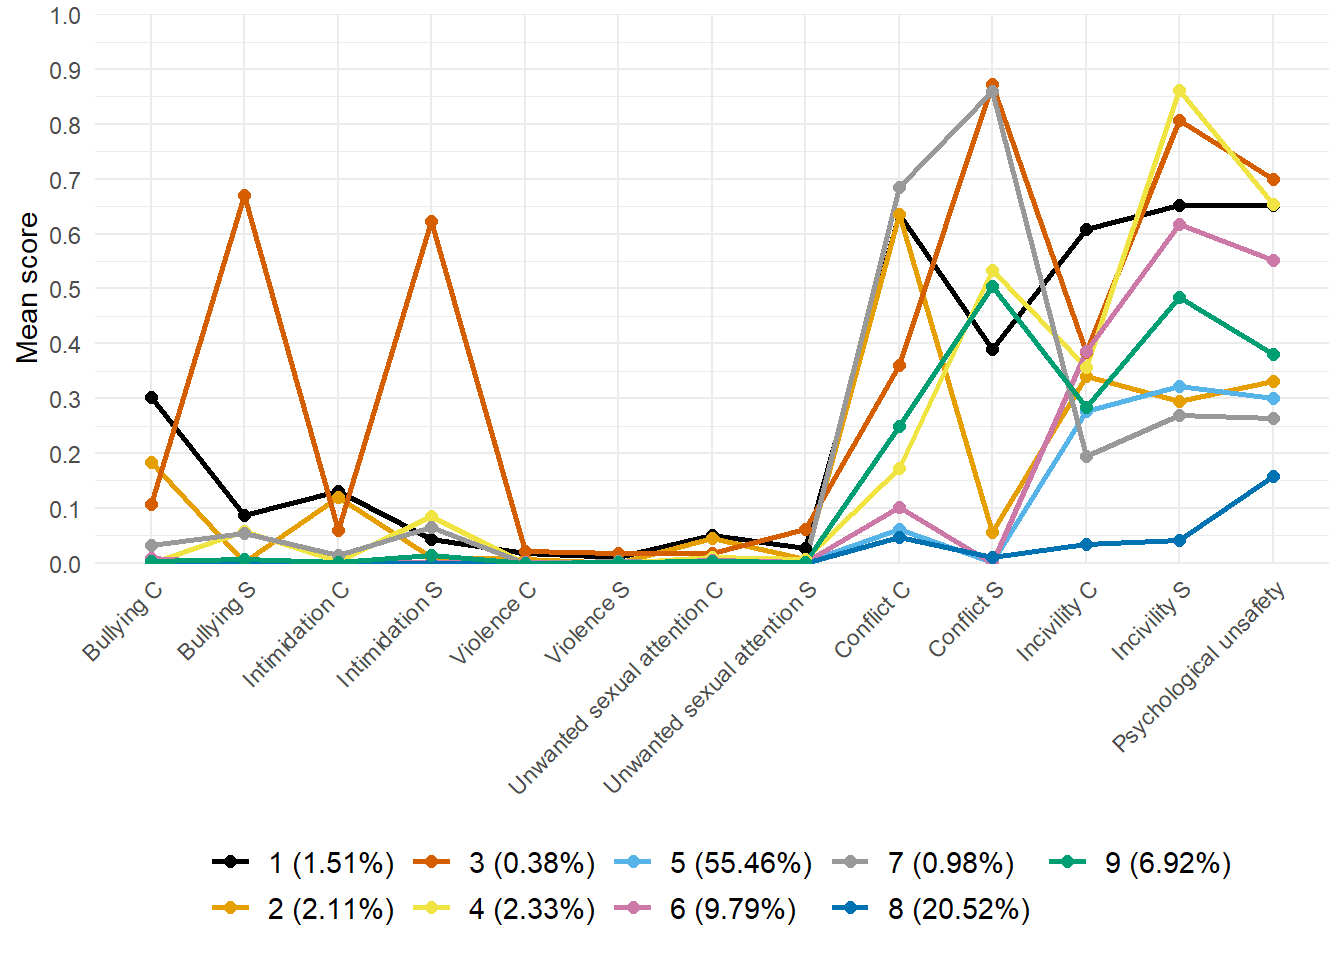 1.0
0.9
0.8
0.7
0.6
0.5
0.4
0.3
0.2
0.1
0.0
Mean score
Bullying C
Bullying S
Intimidation C
Intimidation S
Violence C
Violence S
Unwanted sexual attention C
Unwanted sexual attention S
Conflict C
Conflict S
Incivility C
Incivility S
Psychological unsafety
1 (1.51%) 3 (0.38%) 5 (55.46%) 7 (0.98%) 9 (6.92%)
2 (2.11%) 4 (2.33%) 6 (9.79%) 8 (20.52%)